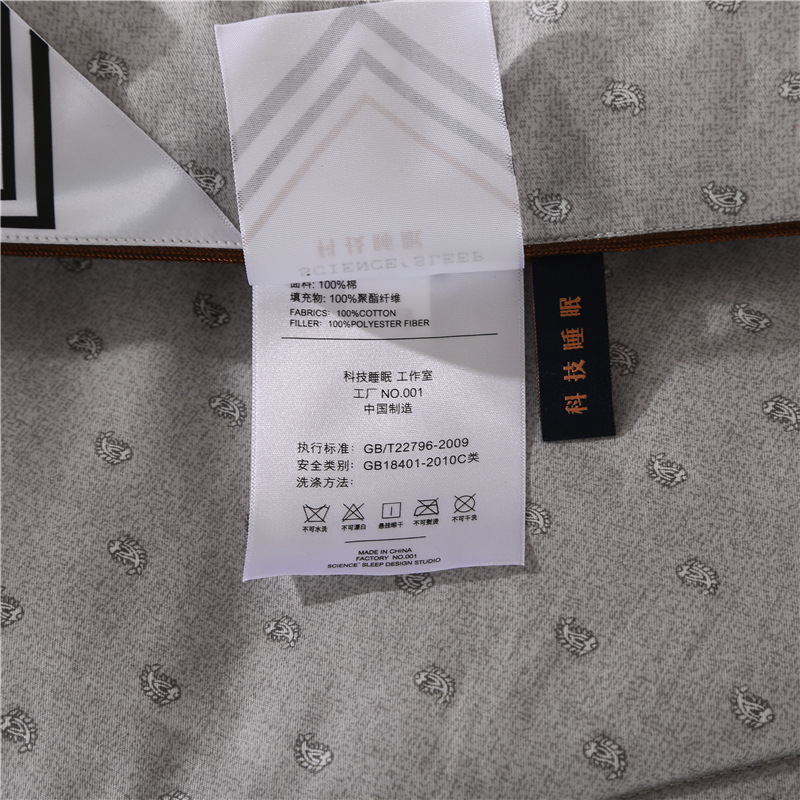 科技睡眠
SCIENCE' SLEEP
面料: 100%棉
填充物: 100%聚酯纤维
FABRICS: 100%COTTON
FILLER: 100%POLYESTER FIBER
科技睡眠 工作室
工厂 NO.001
中国制造
执行标准: GB/T22796-2009
安全类别: GB18401-2010C类
洗涤方法:
不可水洗 不可漂白 悬挂晾干 不可熨烫 不可干洗
MADE IN CHINA
FACTORY NO.001
SCIENCE' SLEEP DESIGN STUDIO
科技睡眠